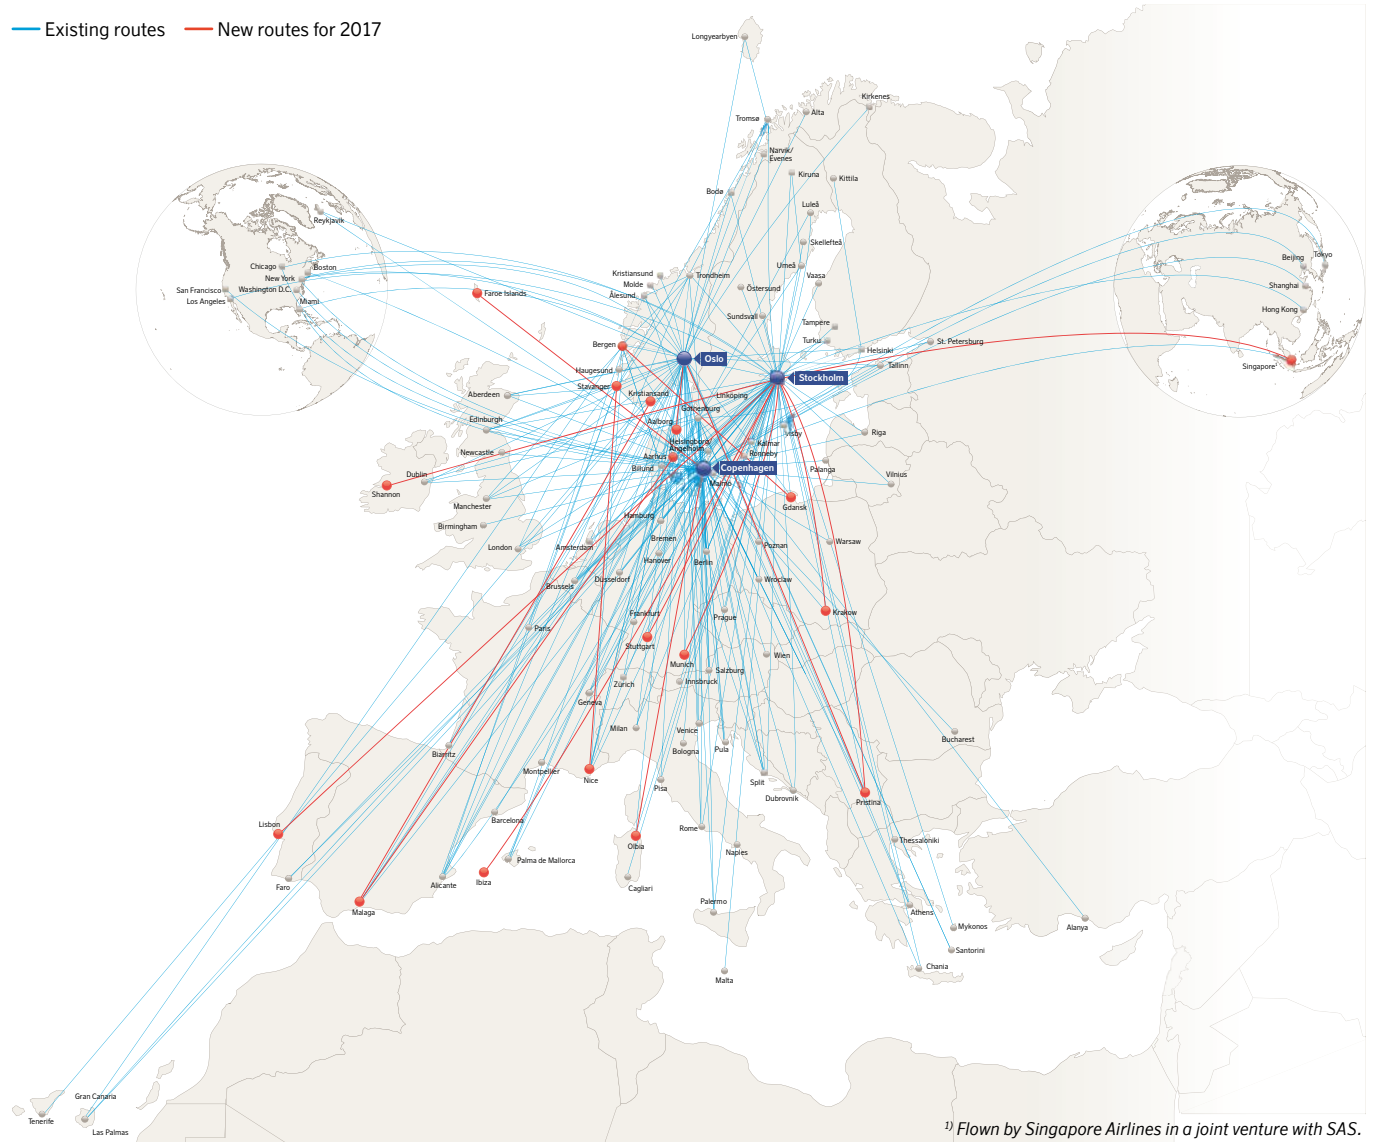 Existing routes
New routes for 2017
Longyearbyen
Kirkenes
Alta
Tromsø
Narvik/
Evenes
Kiruna
Kittila
Bodø
Luleå
Reykjavik
Skellefteå
Chicago
Boston
New York
San Francisco
Washington D.C.
Los Angeles
Miami
Beijing
Tokyo
Shanghai
Hong Kong
Singapore¹
Kristiansund
Trondheim
Molde
Ålesund
Umeå
Vaasa
Östersund
Faroe Islands
Sundsvall
Tampere
Turku
Helsinki
St. Petersburg
Bergen
Oslo
Tallinn
Haugesund
Stavanger
Stockholm
Aberdeen
Kristiansand
Linköping
Gothenburg
Edinburgh
Aalborg
Visby
Riga
Helsingborg
Ängelholm
Kalmar
Newcastle
Aarhus
Ronneby
Billund
Copenhagen
Palanga
Vilnius
Dublin
Shannon
Malmö
Manchester
Gdansk
Birmingham
Hamburg
London
Amsterdam
Bremen
Hanover
Berlin
Poznan
Warsaw
Brussels
Düsseldorf
Wroclaw
Frankfurt
Prague
Krakow
Paris
Stuttgart
Munich
Wien
Salzburg
Zürich
Innsbruck
Geneva
Milan
Venice
Bologna
Pula
Bucharest
Biarritz
Montpellier
Nice
Pisa
Split
Dubrovnik
Pristina
Lisbon
Barcelona
Rome
Olbia
Naples
Thessaloniki
Palma de Mallorca
Faro
Alicante
Ibiza
Cagliari
Malaga
Palermo
Athens
Mykonos
Alanya
Santorini
Chania
Malta
Gran Canaria
Tenerife
Las Palmas
¹⁾ Flown by Singapore Airlines in a joint venture with SAS.